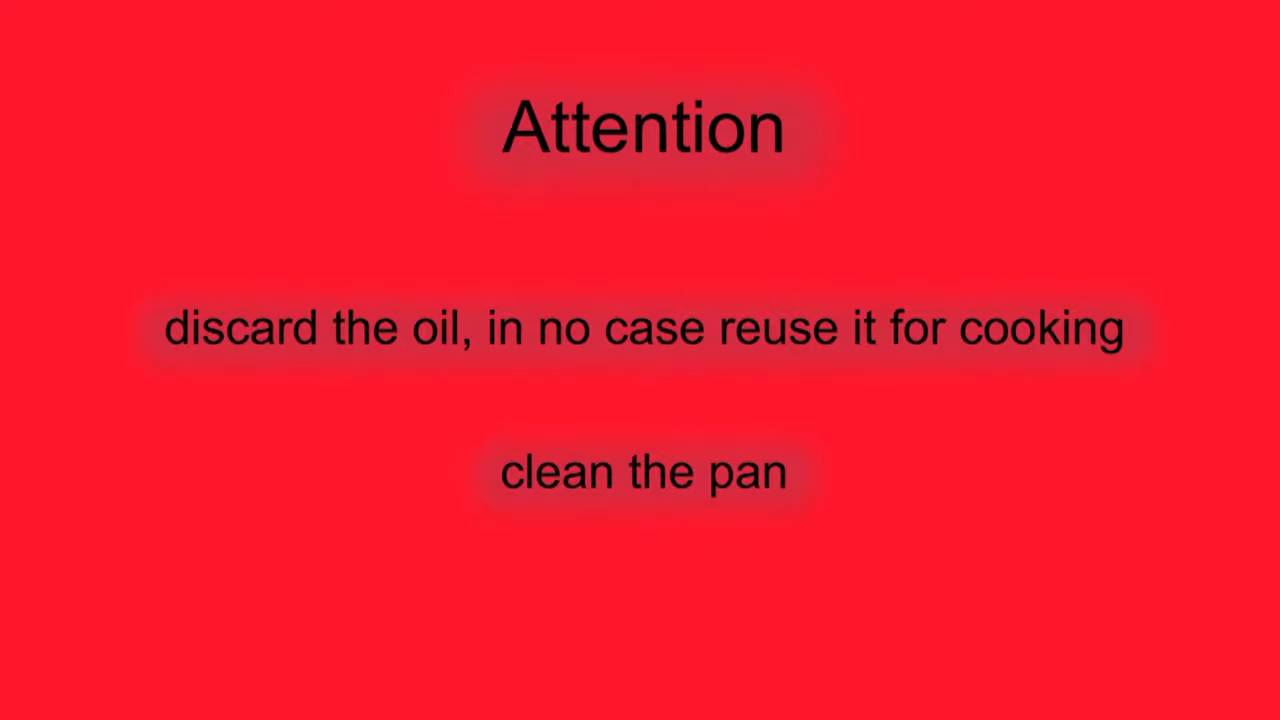 Attention
discard the oil, in no case reuse it for cooking
clean the pan